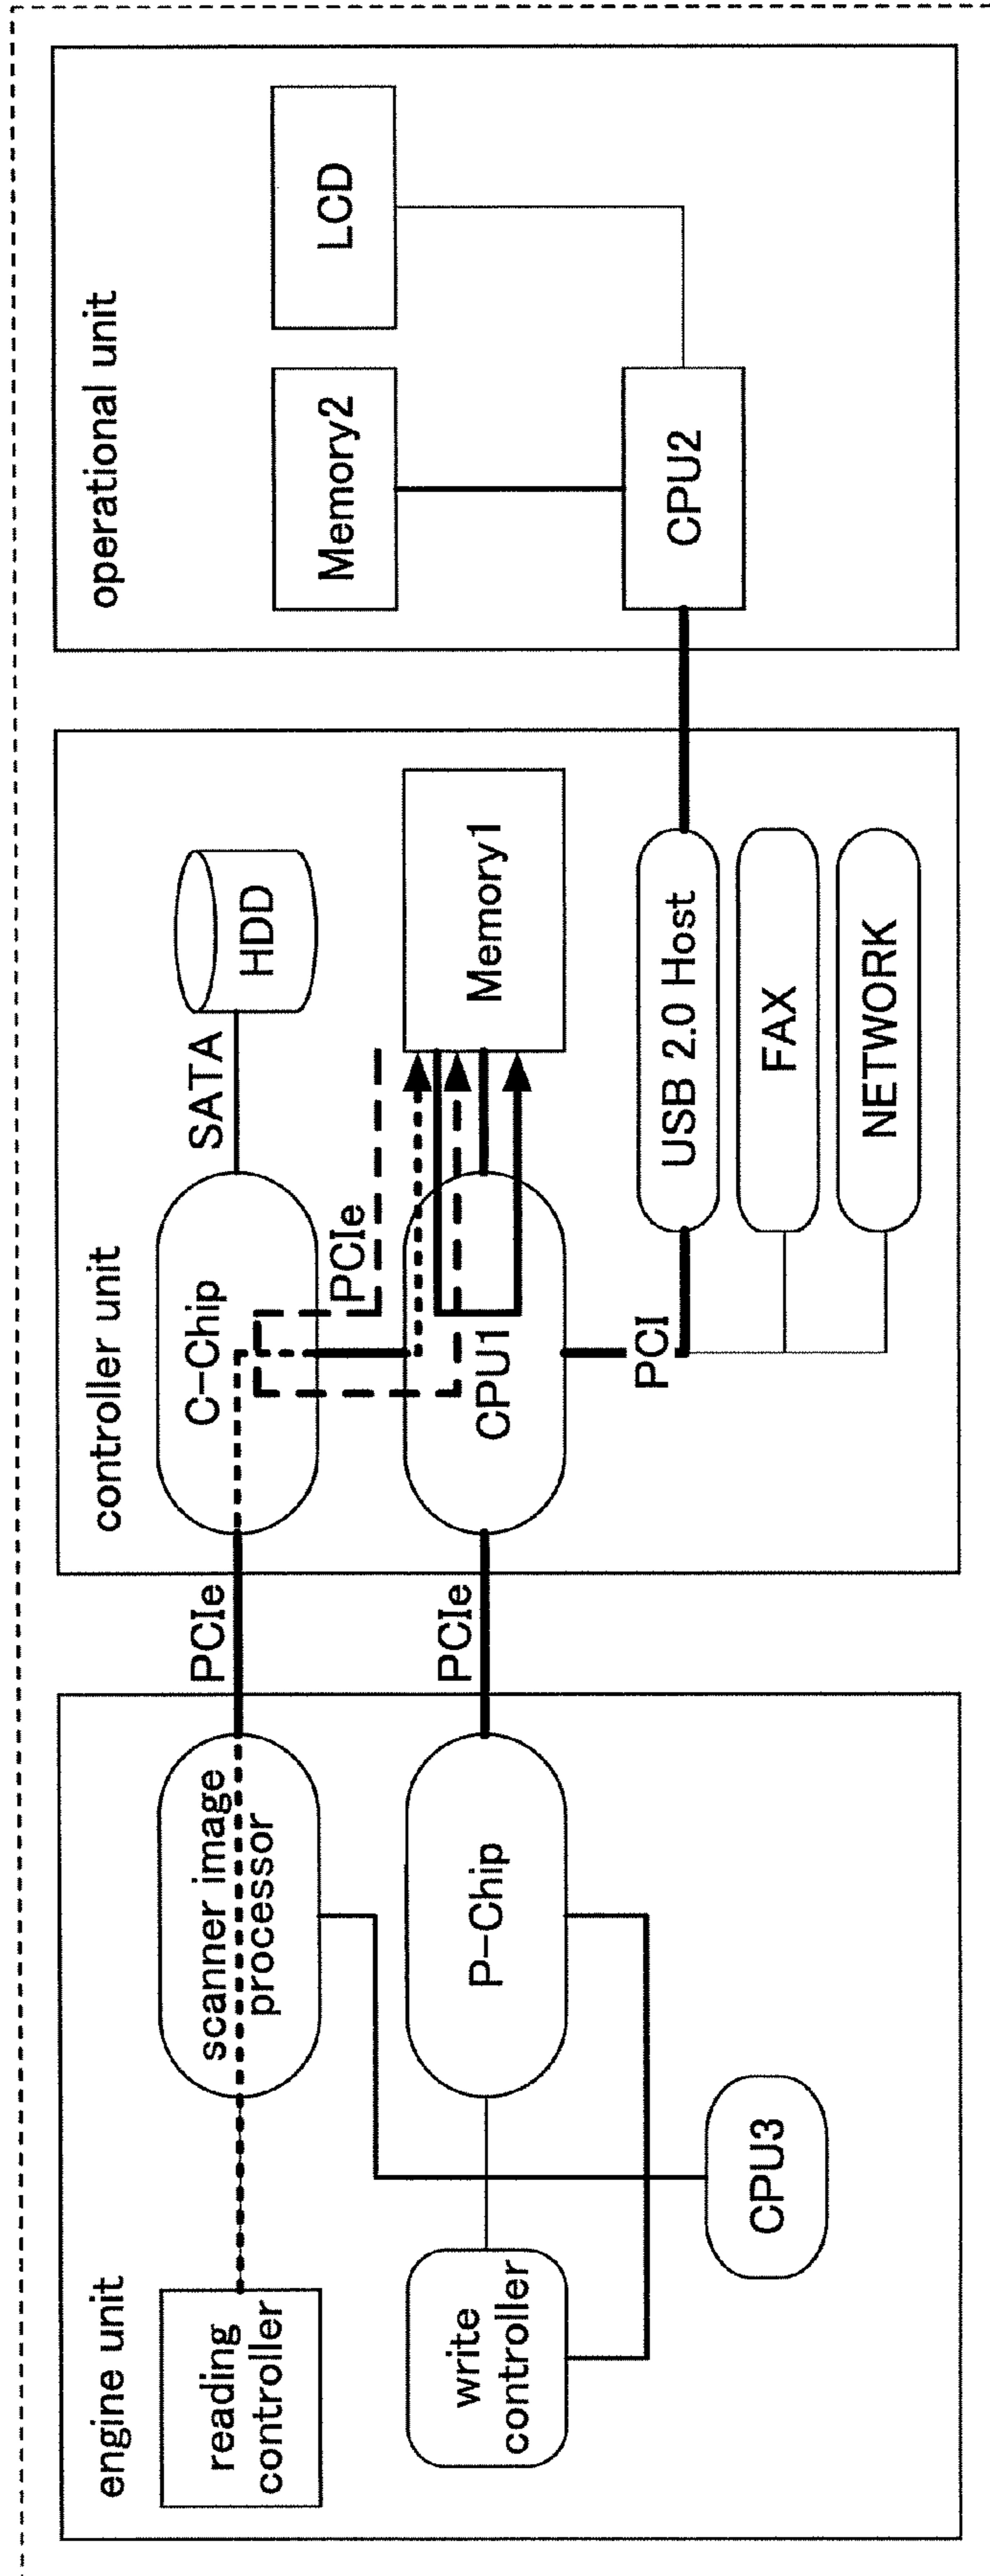 engine unit
reading
controller
scanner image
processor
write
controller
P-Chip
CPU3
PCIe
PCIe
controller unit
C-Chip
SATA
HDD
PCIe
CPU1
Memory1
PCI
USB 2.0 Host
FAX
NETWORK
operational unit
Memory2
LCD
CPU2